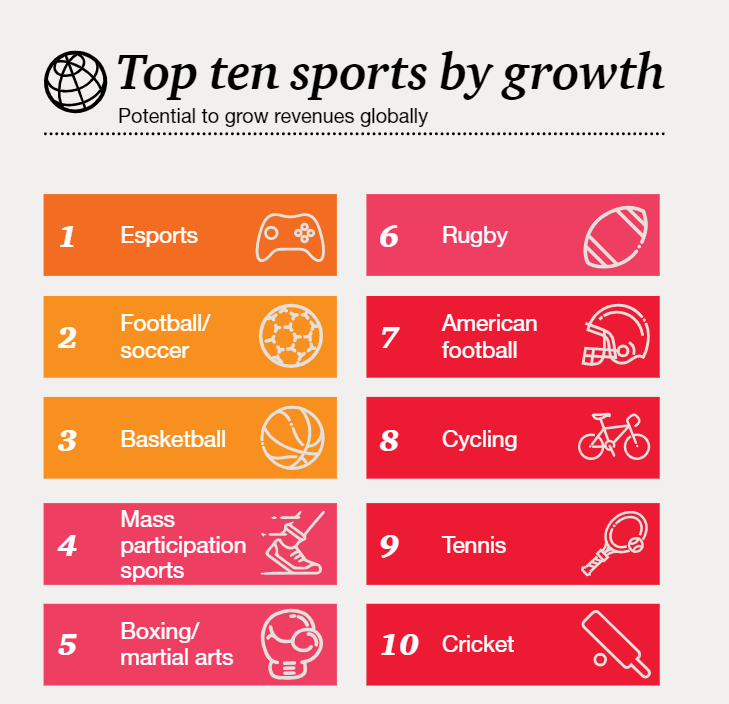 Top ten sports by growth
Potential to grow revenues globally
1 Esports
2 Football/
soccer
3 Basketball
4 Mass
participation
sports
5 Boxing/
martial arts
6 Rugby
7 American
football
8 Cycling
9 Tennis
10 Cricket